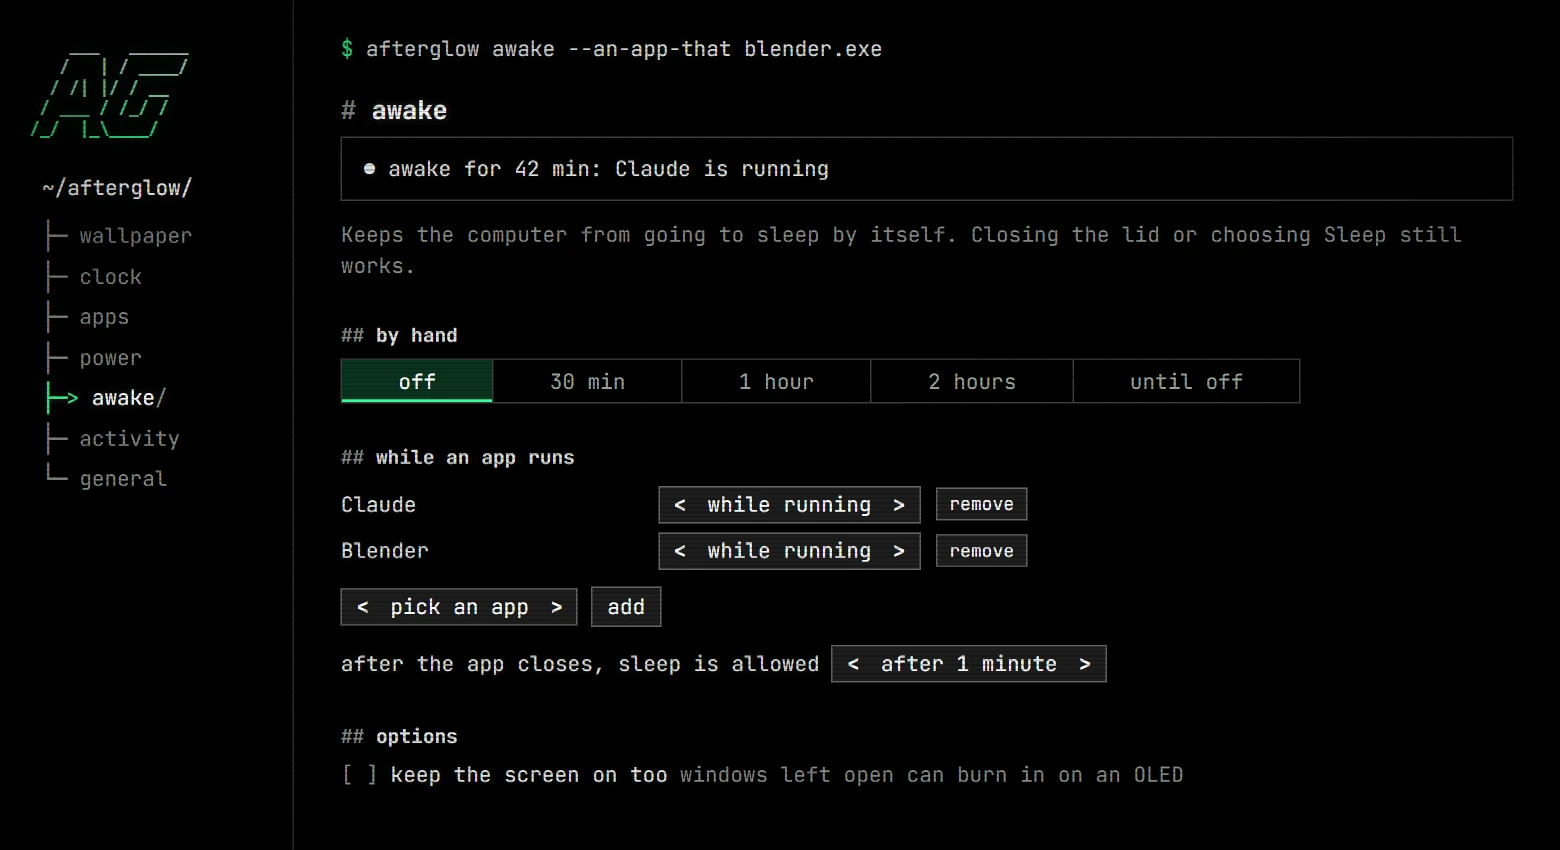 ~/afterglow/
├─ wallpaper
├─ clock
├─ apps
├─ power
├─> awake/
├─ activity
└─ general
$ afterglow awake --an-app-that blender.exe
# awake
● awake for 42 min: Claude is running
Keeps the computer from going to sleep by itself. Closing the lid or choosing Sleep still
works.
## by hand
off 30 min 1 hour 2 hours until off
## while an app runs
Claude < while running > remove
Blender < while running > remove
< pick an app > add
after the app closes, sleep is allowed < after 1 minute >
## options
[ ] keep the screen on too windows left open can burn in on an OLED